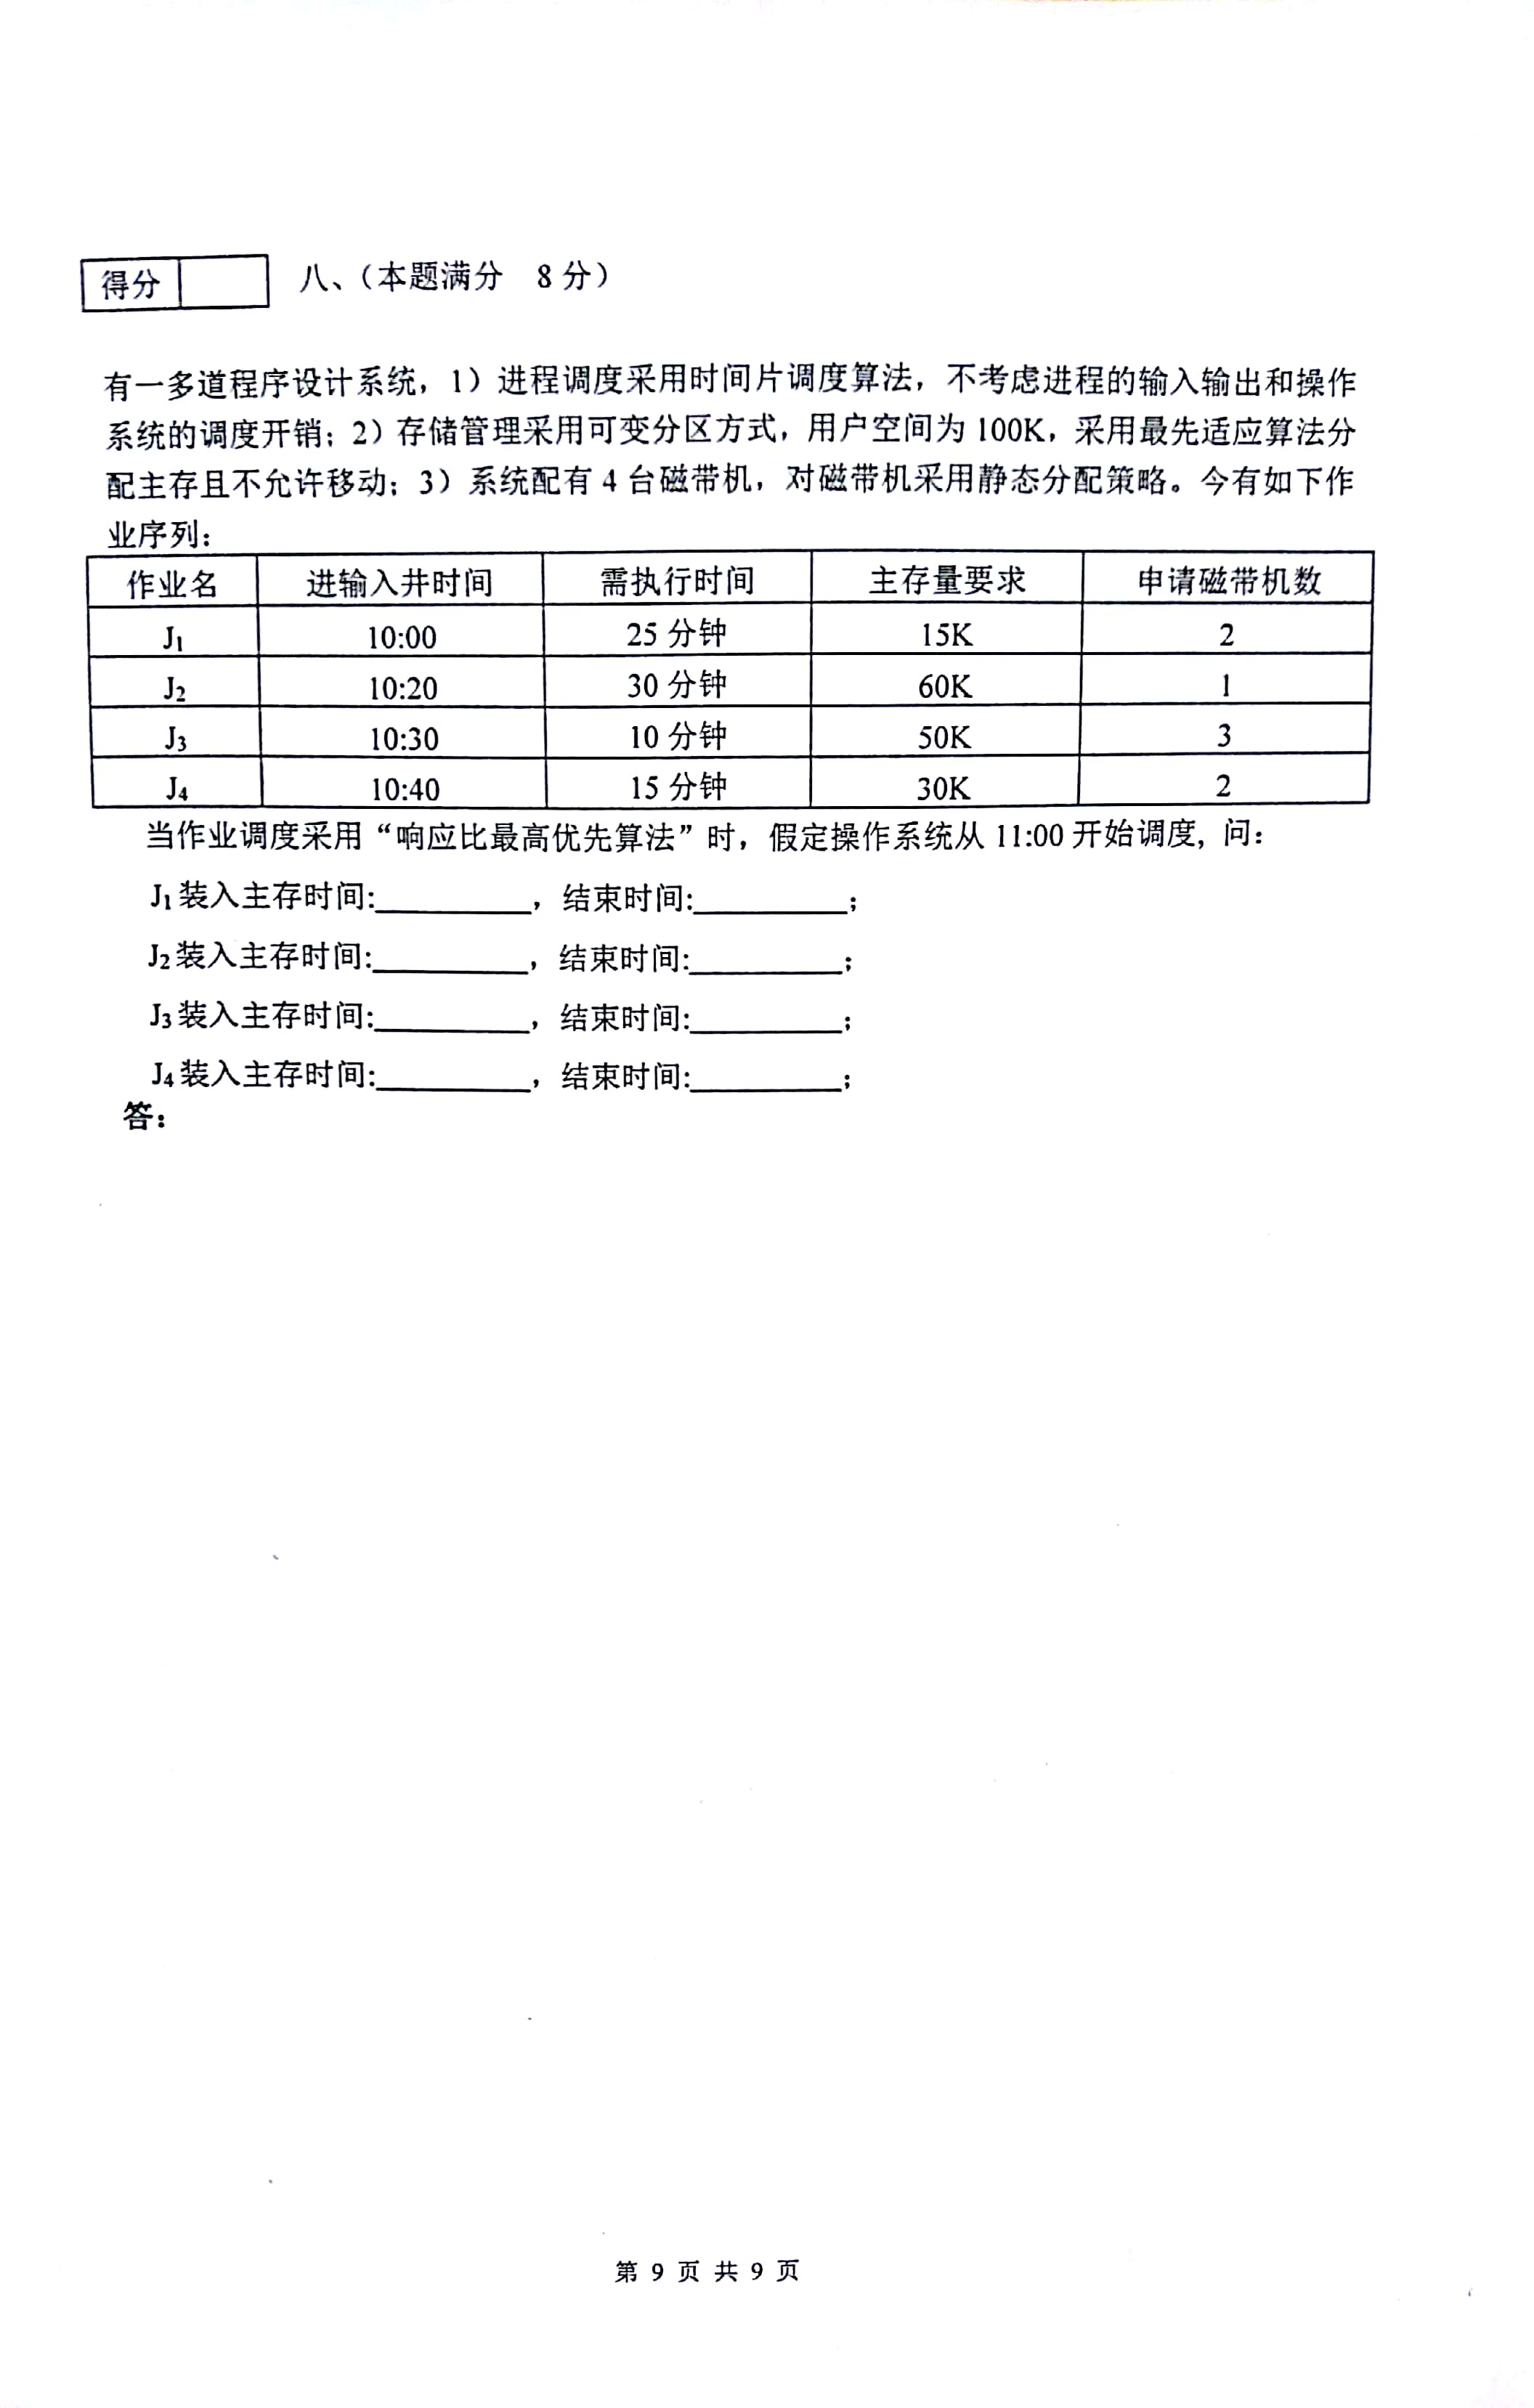 得分
八、（本题满分 8 分）
有一多道程序设计系统，1）进程调度采用时间片调度算法，不考虑进程的输入输出和操作
系统的调度开销；2）存储管理采用可变分区方式，用户空间为 100K，采用最先适应算法分
配主存且不允许移动；3）系统配有 4 台磁带机，对磁带机采用静态分配策略。今有如下作
业序列：
作业名 进输入井时间 需执行时间 主存量要求 申请磁带机数
J₁ 10:00 25 分钟 15K 2
J₂ 10:20 30 分钟 60K 1
J₃ 10:30 10 分钟 50K 3
J₄ 10:40 15 分钟 30K 2
当作业调度采用“响应比最高优先算法”时，假定操作系统从 11:00 开始调度, 问：
J₁ 装入主存时间:__________，结束时间:__________；
J₂ 装入主存时间:__________，结束时间:__________；
J₃ 装入主存时间:__________，结束时间:__________；
J₄ 装入主存时间:__________，结束时间:__________；
答：
第 9 页 共 9 页